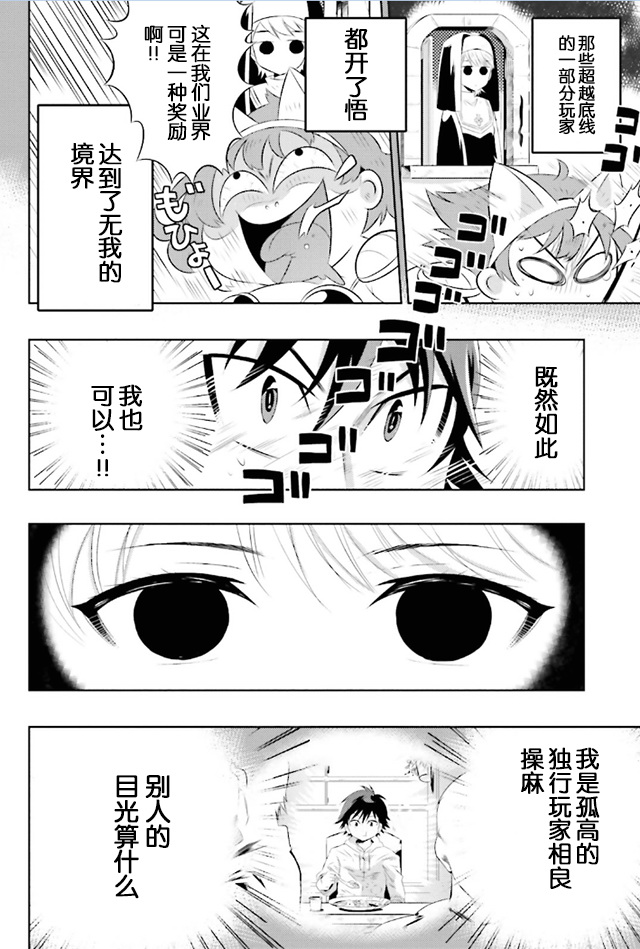 那些超越底线
的一部分玩家
都开了悟
这在我们业界
可是一种奖励
啊!!
达到了无我的
境界
もひょー
ゴゴゴ
ゴゴゴゴゴ
既然如此
我也
可以…!!
我是孤高的
独行玩家相良
操麻
别人的
目光算什么